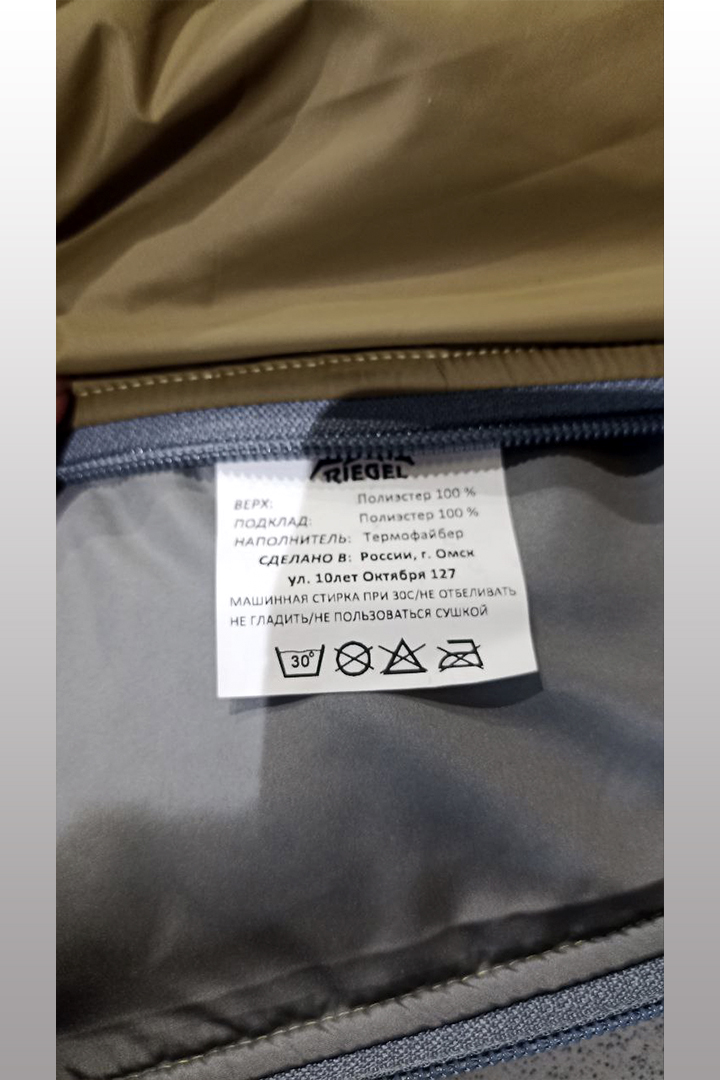 RIEGEL
ВЕРХ: Полиэстер 100 %
ПОДКЛАД: Полиэстер 100 %
НАПОЛНИТЕЛЬ: Термофайбер
СДЕЛАНО В: России, г. Омск
ул. 10лет Октября 127
МАШИННАЯ СТИРКА ПРИ 30С/НЕ ОТБЕЛИВАТЬ
НЕ ГЛАДИТЬ/НЕ ПОЛЬЗОВАТЬСЯ СУШКОЙ
30°